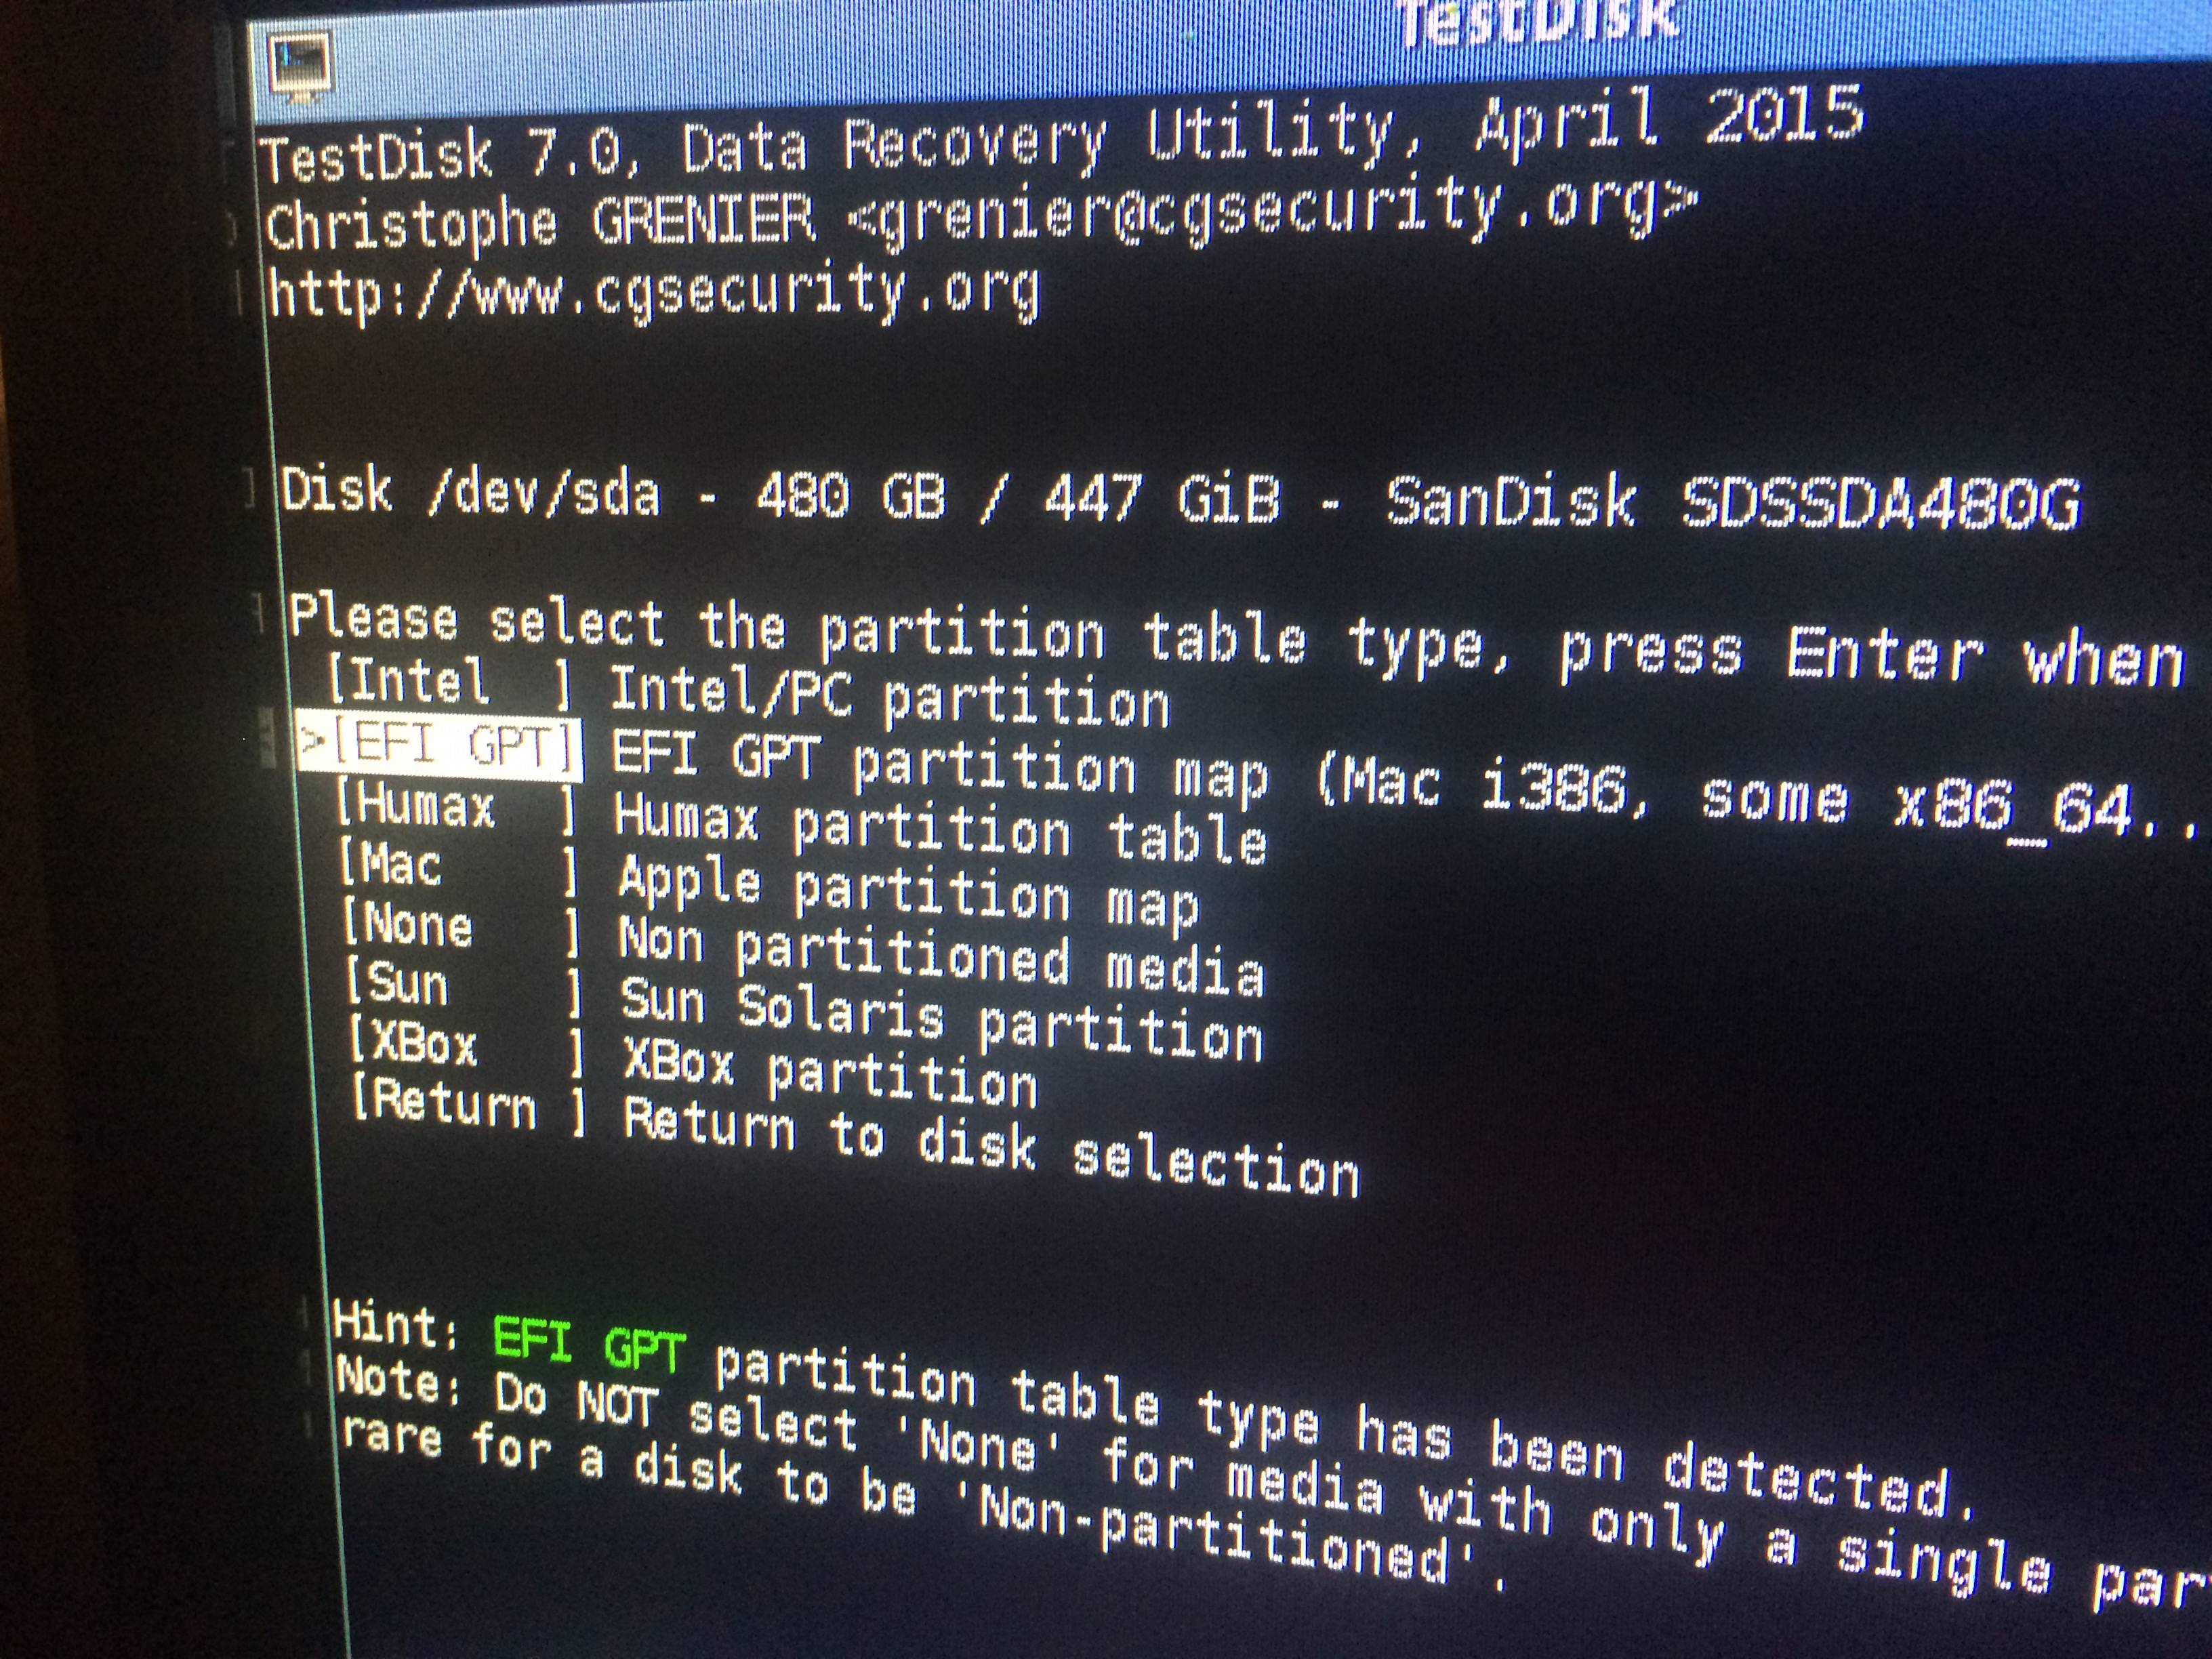 TestDisk
TestDisk 7.0, Data Recovery Utility, April 2015
Christophe GRENIER <grenier@cgsecurity.org>
http://www.cgsecurity.org
Disk /dev/sda - 480 GB / 447 GiB - SanDisk SDSSDA480G
Please select the partition table type, press Enter when
[Intel  ] Intel/PC partition
>[EFI GPT] EFI GPT partition map (Mac i386, some x86_64..
[Humax  ] Humax partition table
[Mac    ] Apple partition map
[None   ] Non partitioned media
[Sun    ] Sun Solaris partition
[XBox   ] XBox partition
[Return ] Return to disk selection
Hint: EFI GPT partition table type has been detected.
Note: Do NOT select 'None' for media with only a single par
rare for a disk to be 'Non-partitioned'.